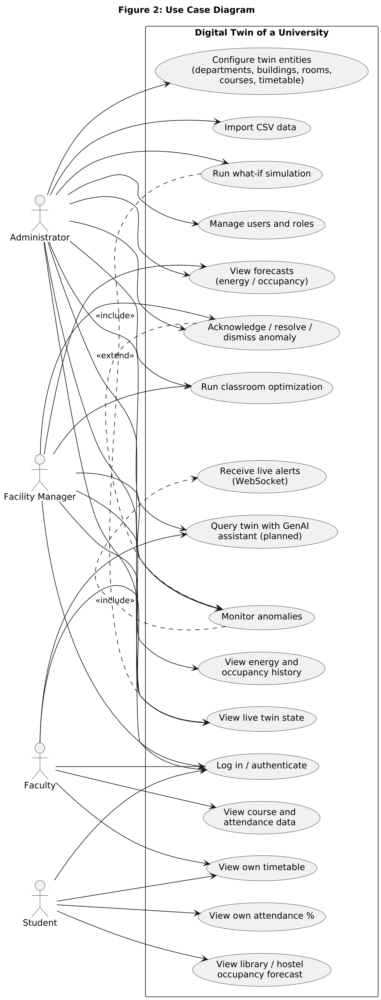 Figure 2: Use Case Diagram
Digital Twin of a University
Configure twin entities
(departments, buildings, rooms,
courses, timetable)
Import CSV data
Run what-if simulation
Manage users and roles
Administrator
View forecasts
(energy / occupancy)
«include»
Acknowledge / resolve /
dismiss anomaly
«extend»
Run classroom optimization
Receive live alerts
(WebSocket)
Facility Manager
Query twin with GenAI
assistant (planned)
«include»
Monitor anomalies
View energy and
occupancy history
View live twin state
Log in / authenticate
Faculty
View course and
attendance data
View own timetable
View own attendance %
Student
View library / hostel
occupancy forecast